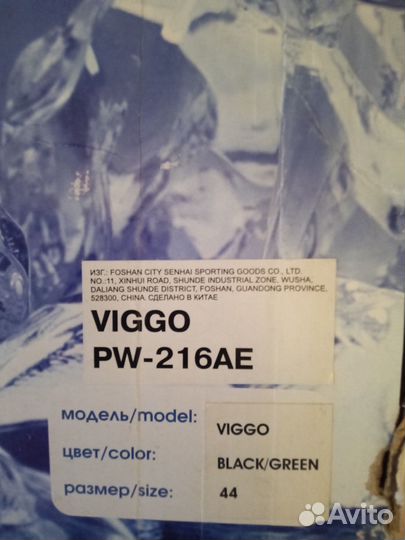 ИЗГ.: FOSHAN CITY SENHAI SPORTING GOODS CO., LTD.
NO.:11, XINHUI ROAD, SHUNDE INDUSTRIAL ZONE, WUSHA,
DALIANG SHUNDE DISTRICT, FOSHAN, GUANDONG PROVINCE,
528300, CHINA. СДЕЛАНО В КИТАЕ
VIGGO
PW-216AE
модель/model: VIGGO
цвет/color: BLACK/GREEN
размер/size: 44
Avito